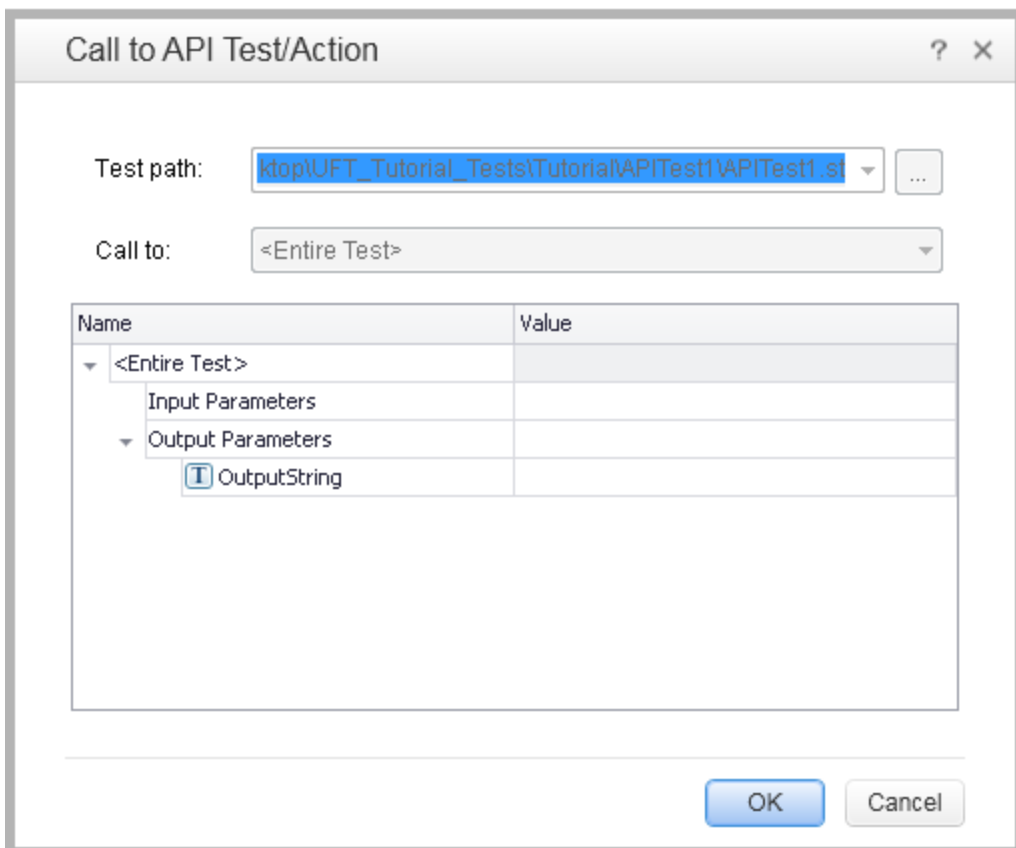 Call to API Test/Action ? ×
Test path: ktop\UFT_Tutorial_Tests\Tutorial\APITest1\APITest1.st ...
Call to: <Entire Test>
Name Value
<Entire Test>
Input Parameters
Output Parameters
T OutputString
OK Cancel